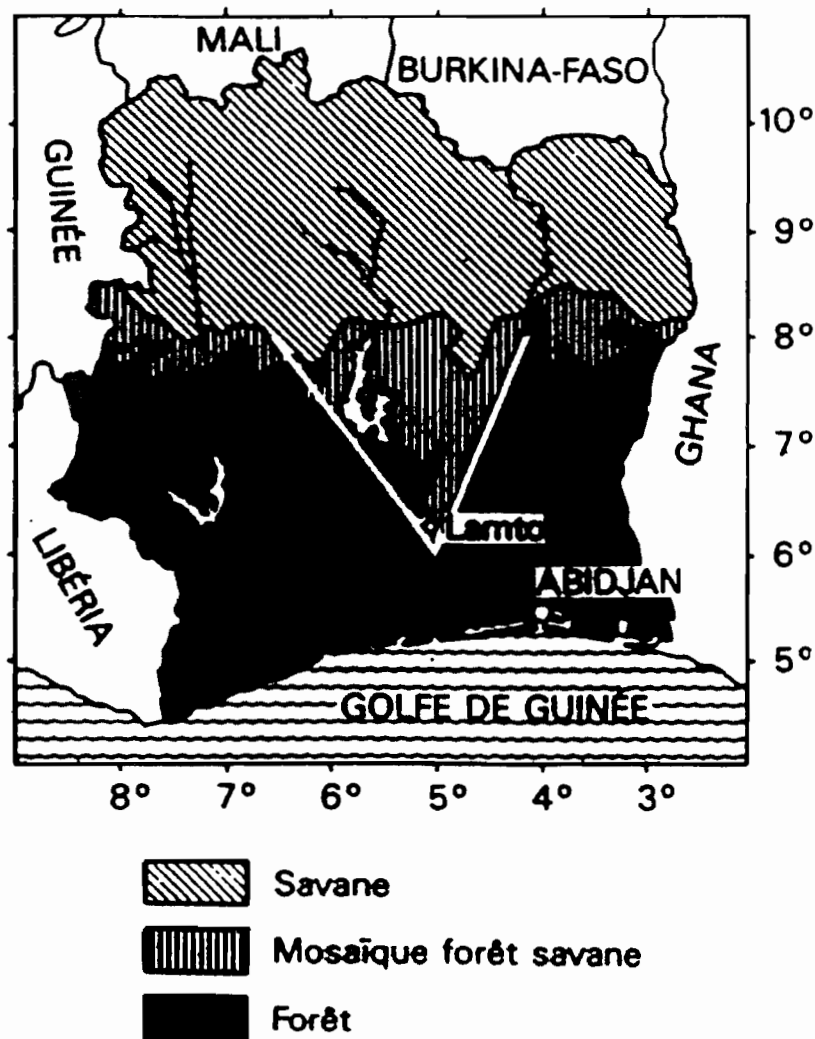 MALI
BURKINA-FASO
GUINÉE
10°
9°
8°
GHANA
7°
Lamto
6°
LIBÉRIA
ABIDJAN
5°
GOLFE DE GUINÉE
8° 7° 6° 5° 4° 3°
Savane
Mosaïque forêt savane
Forêt